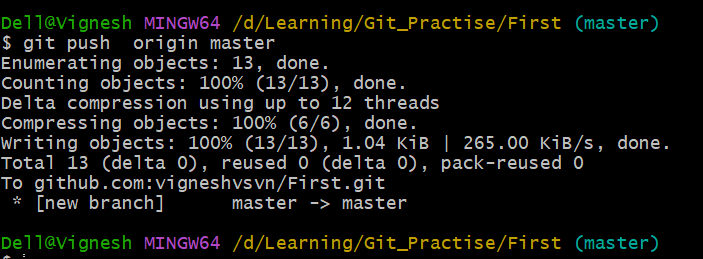 Dell@Vignesh MINGW64 /d/Learning/Git_Practise/First (master)
$ git push  origin master
Enumerating objects: 13, done.
Counting objects: 100% (13/13), done.
Delta compression using up to 12 threads
Compressing objects: 100% (6/6), done.
Writing objects: 100% (13/13), 1.04 KiB | 265.00 KiB/s, done.
Total 13 (delta 0), reused 0 (delta 0), pack-reused 0
To github.com:vigneshvsvn/First.git
 * [new branch]      master -> master

Dell@Vignesh MINGW64 /d/Learning/Git_Practise/First (master)